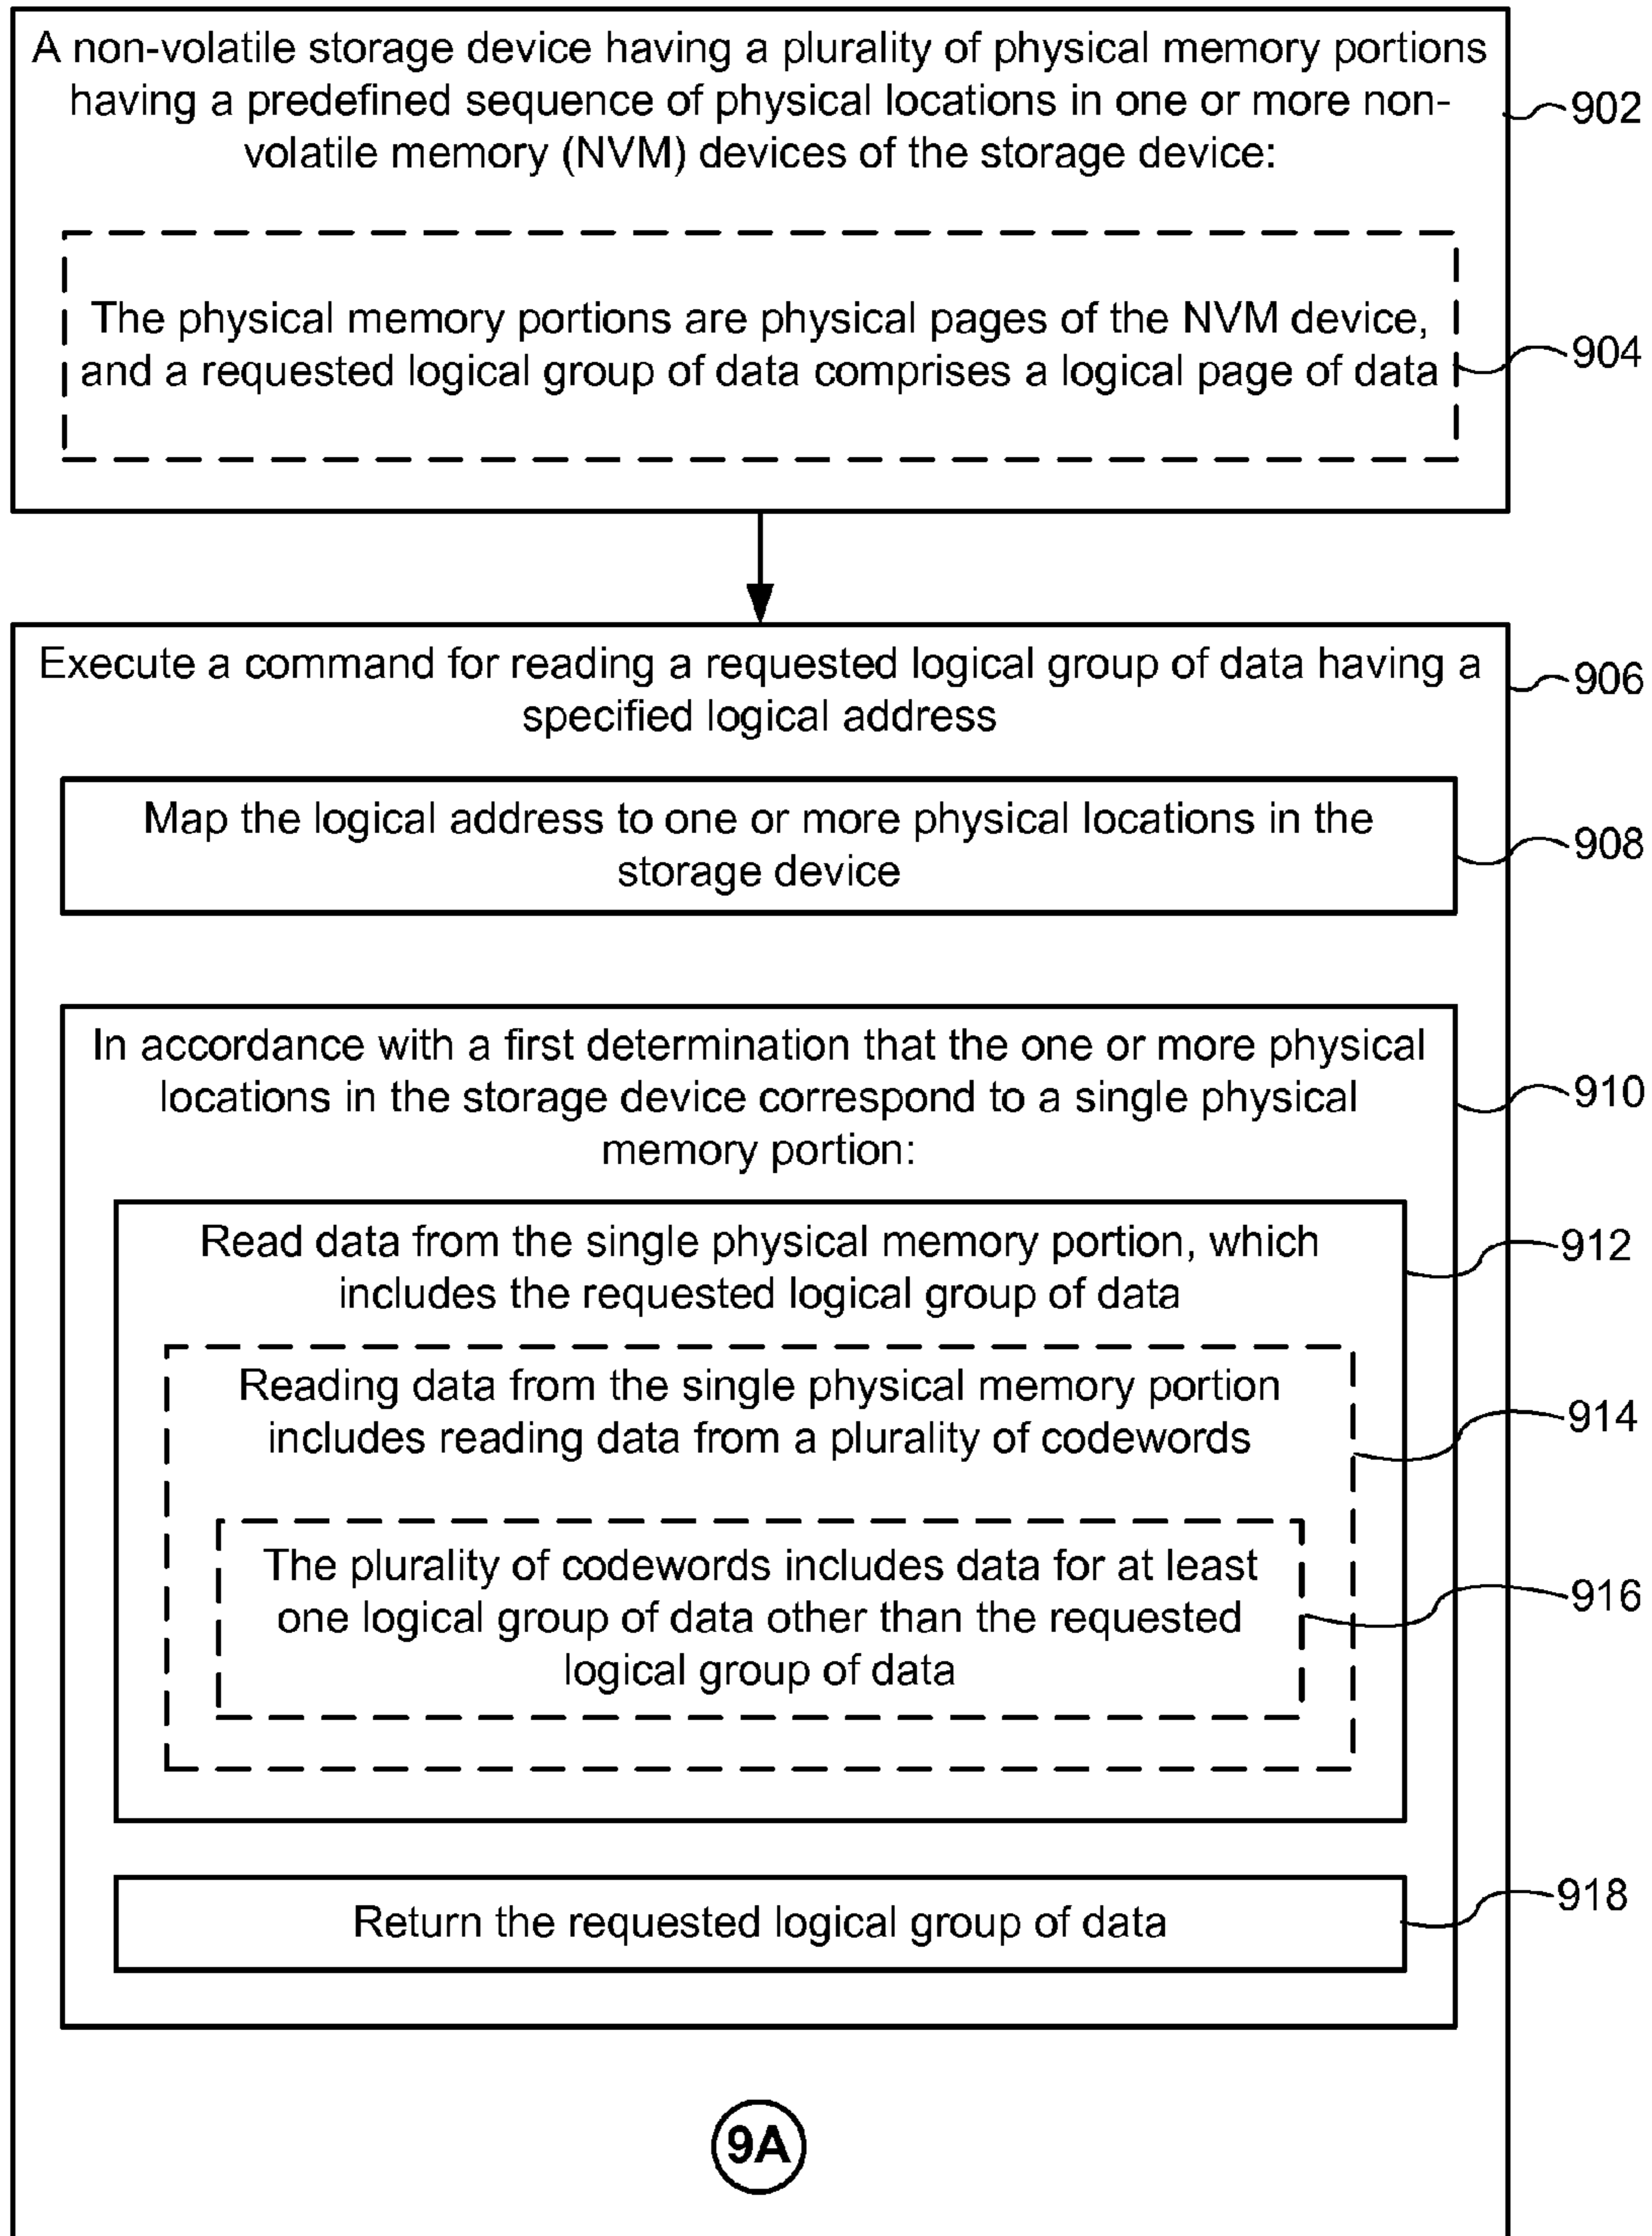 A non-volatile storage device having a plurality of physical memory portions
having a predefined sequence of physical locations in one or more non-
volatile memory (NVM) devices of the storage device:
902
The physical memory portions are physical pages of the NVM device,
and a requested logical group of data comprises a logical page of data
904
Execute a command for reading a requested logical group of data having a
specified logical address
906
Map the logical address to one or more physical locations in the
storage device
908
In accordance with a first determination that the one or more physical
locations in the storage device correspond to a single physical
memory portion:
910
Read data from the single physical memory portion, which
includes the requested logical group of data
912
Reading data from the single physical memory portion
includes reading data from a plurality of codewords
914
The plurality of codewords includes data for at least
one logical group of data other than the requested
logical group of data
916
Return the requested logical group of data
918
9A